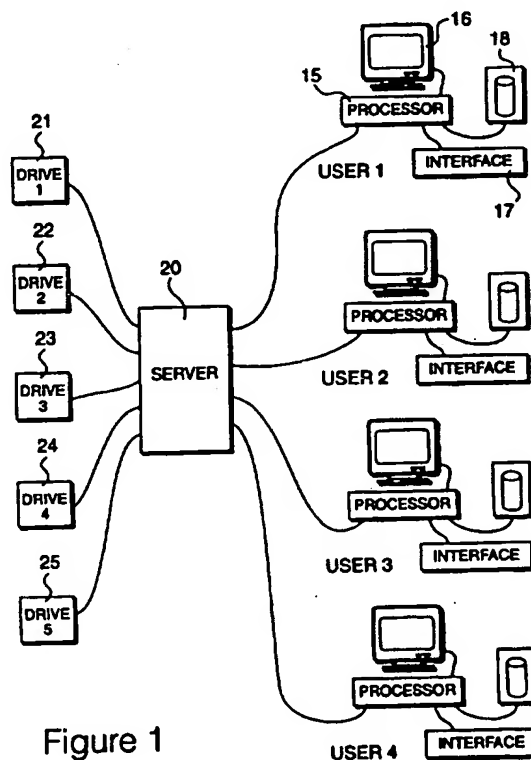 16
18
15
PROCESSOR
21
DRIVE
1
USER 1
INTERFACE
17
22
DRIVE
2
20
SERVER
PROCESSOR
USER 2
INTERFACE
23
DRIVE
3
24
DRIVE
4
PROCESSOR
USER 3
INTERFACE
25
DRIVE
5
PROCESSOR
USER 4
INTERFACE
Figure 1